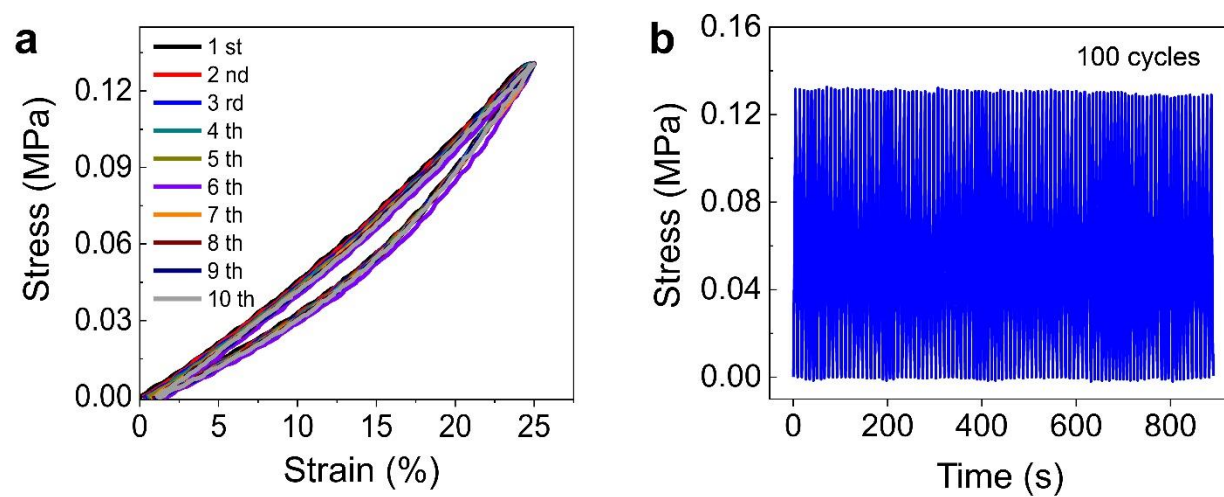 a
1 st
2 nd
3 rd
4 th
5 th
6 th
7 th
8 th
9 th
10 th
0.12
0.09
0.06
0.03
0.00
Stress (MPa)
0 5 10 15 20 25
Strain (%)
b
100 cycles
0.16
0.12
0.08
0.04
0.00
Stress (MPa)
0 200 400 600 800
Time (s)